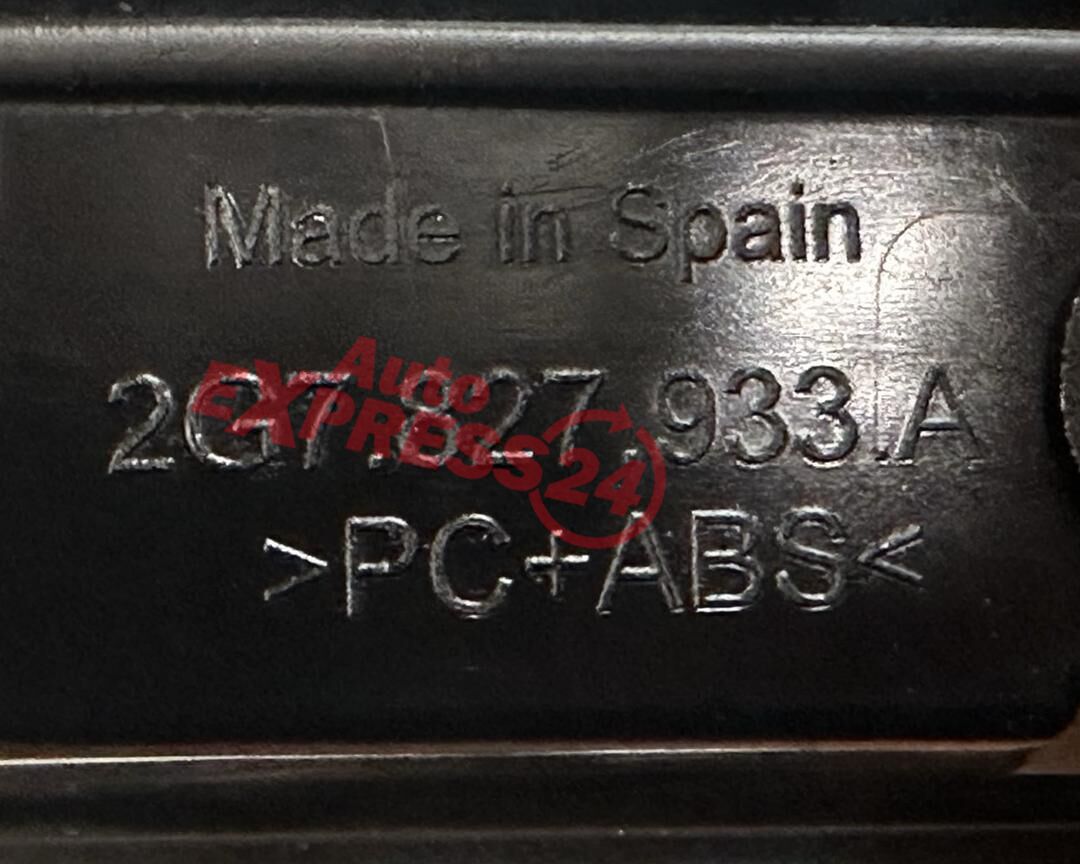 Made in Spain
2G7.827.933.A
Auto
EXPRESS24
>PC+ABS<